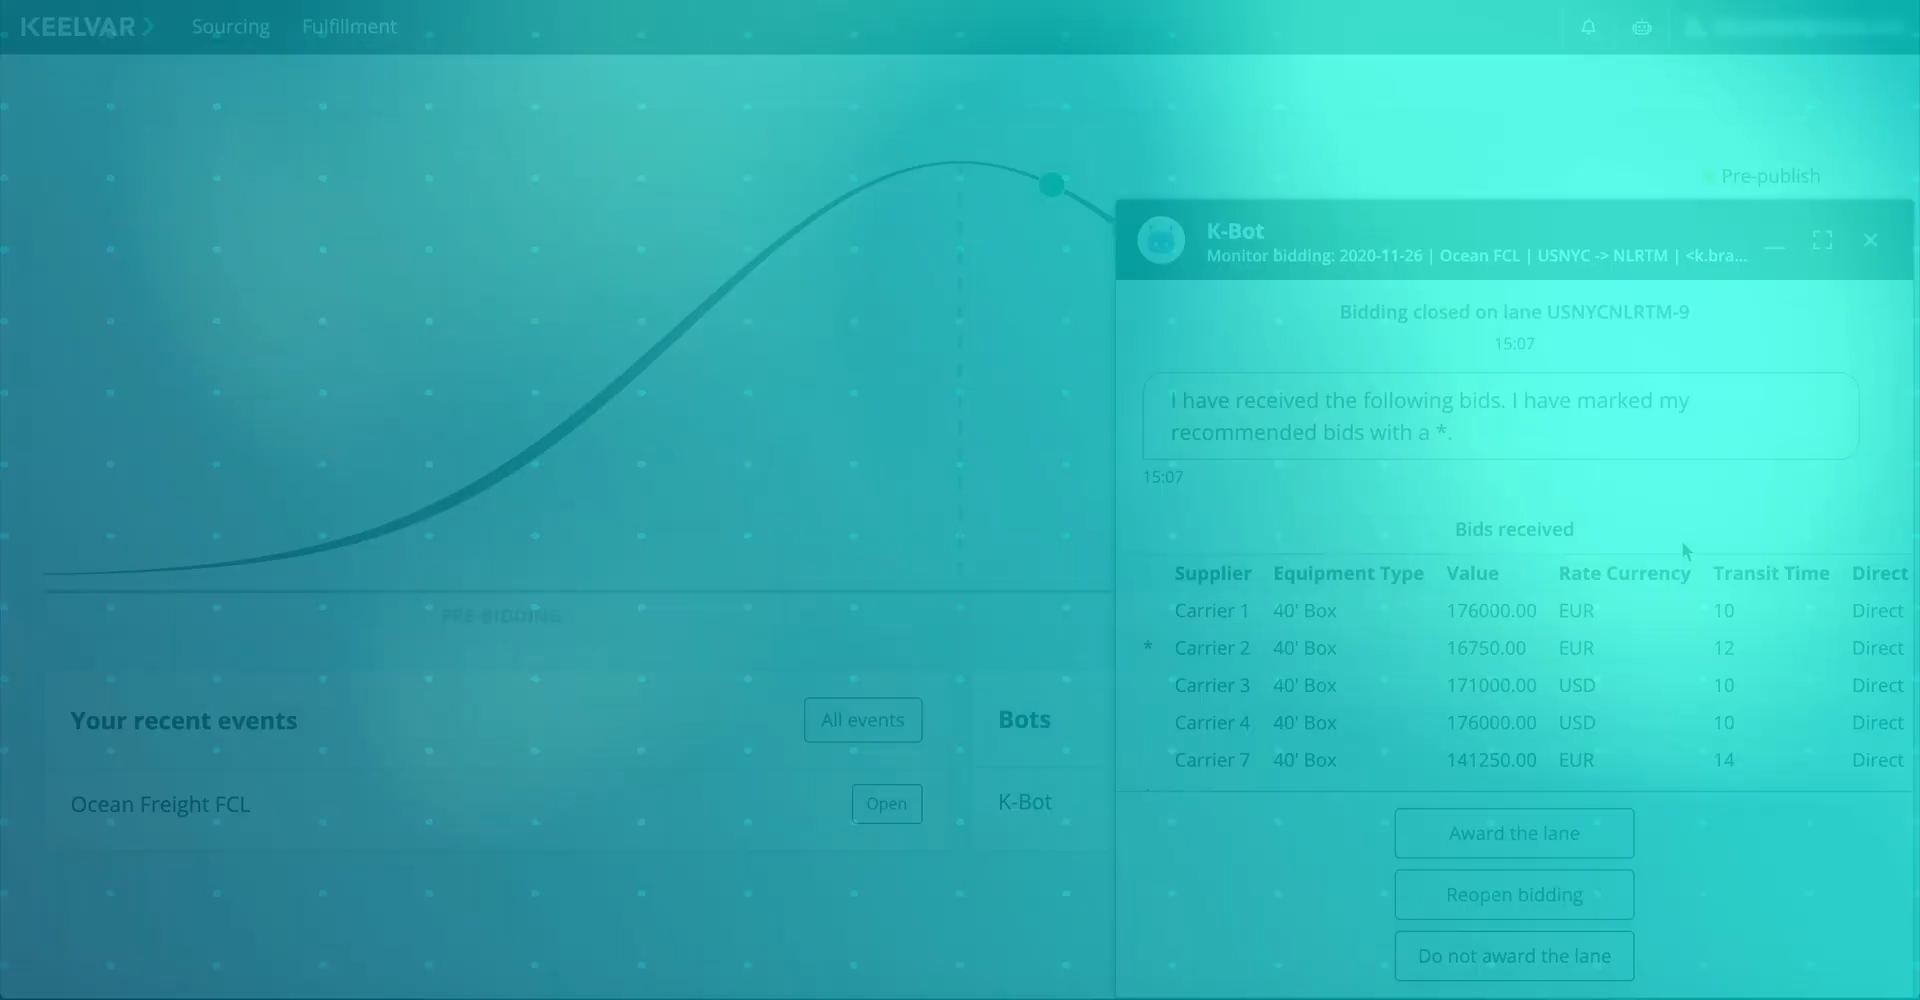 KEELVAR
Sourcing
Fulfillment
Pre-publish
K-Bot
Monitor bidding: 2020-11-26 | Ocean FCL | USNYC -> NLRTM | <k.bra...
Bidding closed on lane USNYCNLRTM-9
15:07
I have received the following bids. I have marked my
recommended bids with a *.
15:07
Bids received
Supplier Equipment Type Value Rate Currency Transit Time Direct
Carrier 1 40' Box 176000.00 EUR 10 Direct
* Carrier 2 40' Box 16750.00 EUR 12 Direct
Carrier 3 40' Box 171000.00 USD 10 Direct
Carrier 4 40' Box 176000.00 USD 10 Direct
Carrier 7 40' Box 141250.00 EUR 14 Direct
Award the lane
Reopen bidding
Do not award the lane
PRE-BIDDING
Your recent events
All events
Ocean Freight FCL
Open
Bots
K-Bot